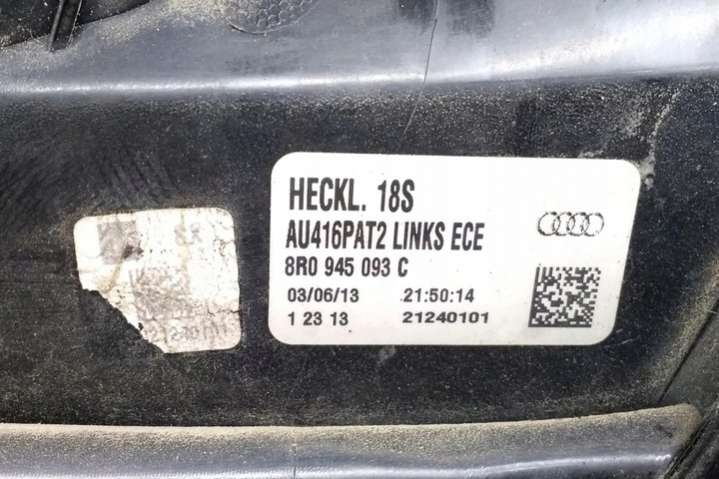 HECKL. 18S
AU416PAT2 LINKS ECE
8R0 945 093 C
03/06/13 21:50:14
1 23 13 21240101